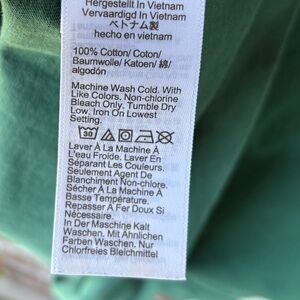 Hergestellt in Vietnam
Vervaardigd In Vietnam
ベトナム製
hecho en vietnam
100% Cotton/ Coton/
Baumwolle/ Katoen/ 綿/
algodón
Machine Wash Cold. With
Like Colors. Non-chlorine
Bleach Only. Tumble Dry
Low. Iron On Lowest
Setting.
30
Laver À La Machine À
L'eau Froide. Laver En
Séparant Les Couleurs.
Seulement Agent De
Blanchiment Non-chlore.
Sécher À La Machine À
Basse Température.
Repasser À Fer Doux Si
Nécessaire.
In Der Maschine Kalt
Waschen. Mit Ähnlichen
Farben Waschen. Nur
Chlorfreies Bleichmittel